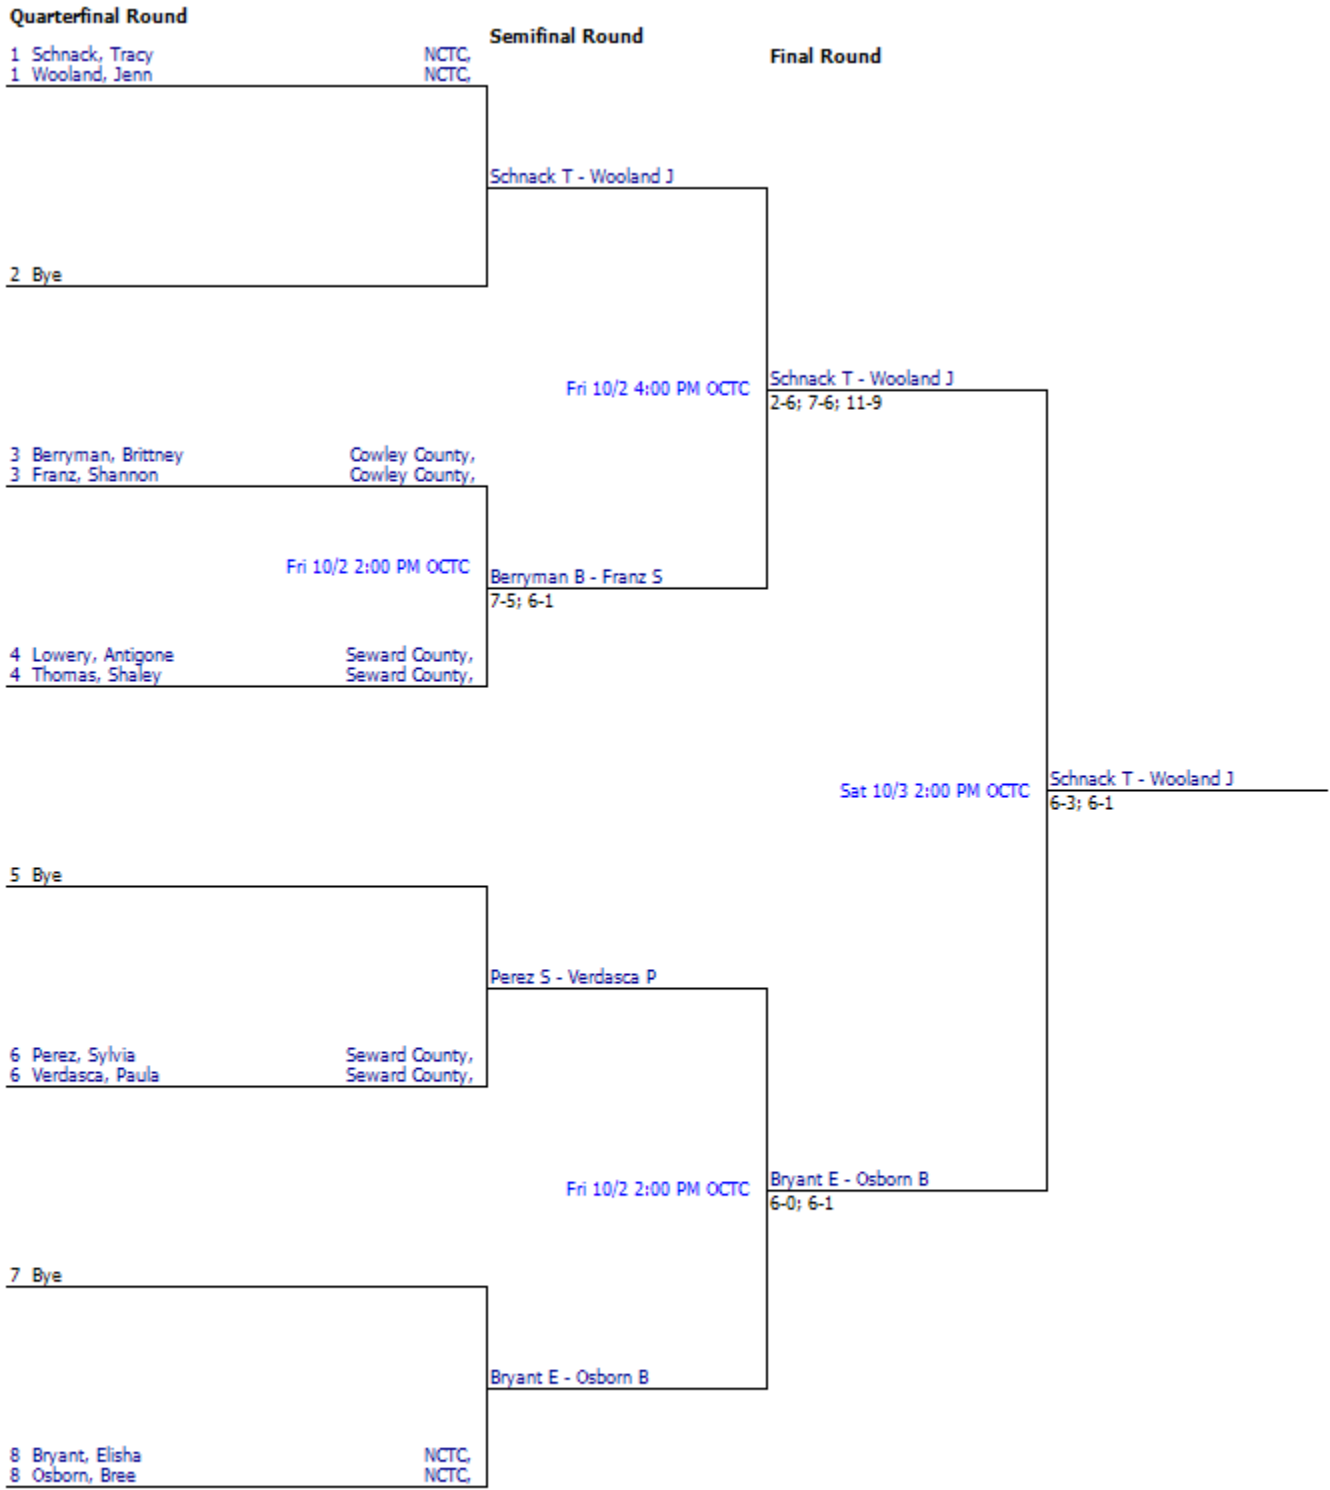 Quarterfinal Round
Semifinal Round
Final Round
1 Schnack, Tracy NCTC,
1 Wooland, Jenn NCTC,
Schnack T - Wooland J
2 Bye
Fri 10/2 4:00 PM OCTC
Schnack T - Wooland J
2-6; 7-6; 11-9
3 Berryman, Brittney Cowley County,
3 Franz, Shannon Cowley County,
Fri 10/2 2:00 PM OCTC
Berryman B - Franz S
7-5; 6-1
4 Lowery, Antigone Seward County,
4 Thomas, Shaley Seward County,
Sat 10/3 2:00 PM OCTC
Schnack T - Wooland J
6-3; 6-1
5 Bye
Perez S - Verdasca P
6 Perez, Sylvia Seward County,
6 Verdasca, Paula Seward County,
Fri 10/2 2:00 PM OCTC
Bryant E - Osborn B
6-0; 6-1
7 Bye
Bryant E - Osborn B
8 Bryant, Elisha NCTC,
8 Osborn, Bree NCTC,